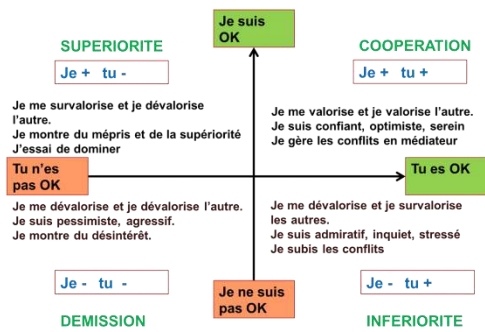 Je suis
OK
SUPERIORITE
COOPERATION
Je + tu -
Je + tu +
Je me survalorise et je dévalorise
l'autre.
Je montre du mépris et de la supériorité
J'essai de dominer
Je me valorise et je valorise l'autre.
Je suis confiant, optimiste, serein
Je gère les conflits en médiateur
Tu n'es
pas OK
Tu es OK
Je me dévalorise et je dévalorise l'autre.
Je suis pessimiste, agressif.
Je montre du désintérêt.
Je me dévalorise et je survalorise
les autres.
Je suis admiratif, inquiet, stressé
Je subis les conflits
Je - tu -
Je ne suis
pas OK
Je - tu +
DEMISSION
INFERIORITE